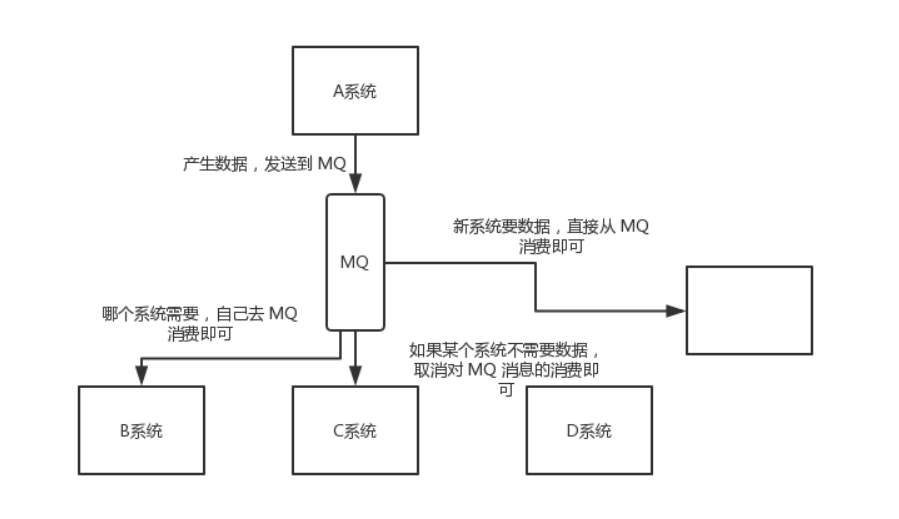 A系统
产生数据，发送到 MQ
MQ
新系统要数据，直接从 MQ
消费即可
哪个系统需要，自己去 MQ
消费即可
如果某个系统不需要数据，
取消对 MQ 消息的消费即
可
B系统
C系统
D系统